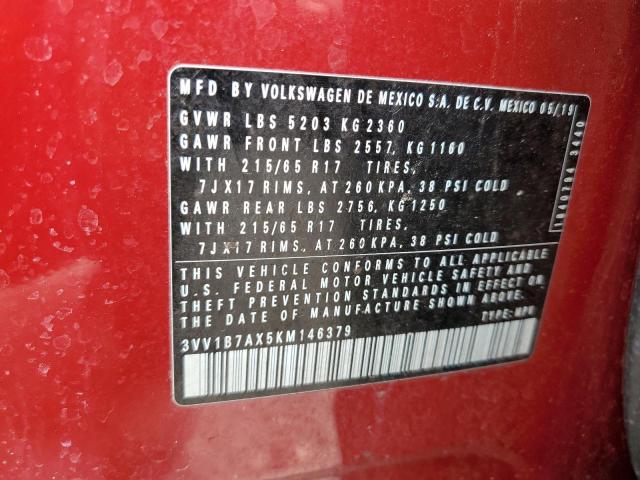 MFD BY VOLKSWAGEN DE MEXICO S.A. DE C.V. MEXICO 05/19
GVWR LBS 5203 KG 2360
GAWR FRONT LBS 2557, KG 1160
WITH 215/65 R17 TIRES,
7JX17 RIMS, AT 260 KPA, 38 PSI COLD
GAWR REAR LBS 2756, KG 1250
WITH 215/65 R17 TIRES,
7JX17 RIMS, AT 260 KPA, 38 PSI COLD
THIS VEHICLE CONFORMS TO ALL APPLICABLE
U.S. FEDERAL MOTOR VEHICLE SAFETY AND
THEFT PREVENTION STANDARDS IN EFFECT ON
THE DATE OF MANUFACTURE SHOWN ABOVE.
3VV1B7AX5KM146379 TYPE: MPV
3440